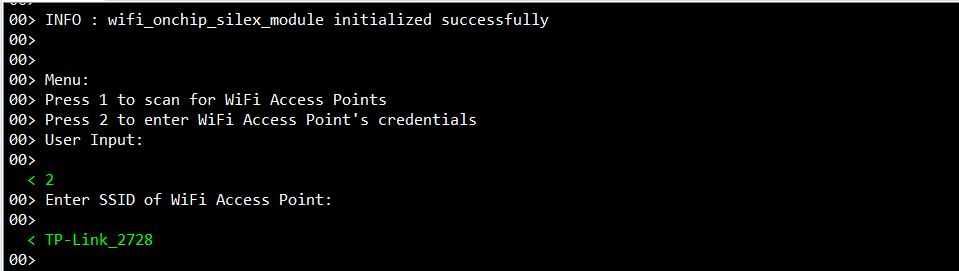 00>
00> INFO : wifi_onchip_silex_module initialized successfully
00>
00>
00> Menu:
00> Press 1 to scan for WiFi Access Points
00> Press 2 to enter WiFi Access Point's credentials
00> User Input:
00>
< 2
00> Enter SSID of WiFi Access Point:
00>
< TP-Link_2728
00>